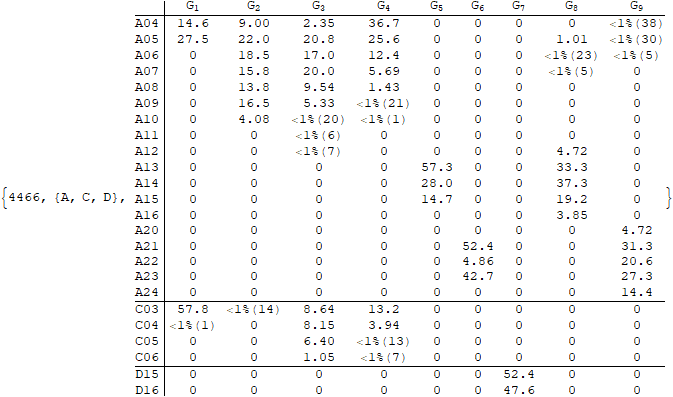 G₁ G₂ G₃ G₄ G₅ G₆ G₇ G₈ G₉
A04 14.6 9.00 2.35 36.7 0 0 0 0 <1%(38)
A05 27.5 22.0 20.8 25.6 0 0 0 1.01 <1%(30)
A06 0 18.5 17.0 12.4 0 0 0 <1%(23) <1%(5)
A07 0 15.8 20.0 5.69 0 0 0 <1%(5) 0
A08 0 13.8 9.54 1.43 0 0 0 0 0
A09 0 16.5 5.33 <1%(21) 0 0 0 0 0
A10 0 4.08 <1%(20) <1%(1) 0 0 0 0 0
A11 0 0 <1%(6) 0 0 0 0 0 0
A12 0 0 <1%(7) 0 0 0 0 4.72 0
A13 0 0 0 0 57.3 0 0 33.3 0
A14 0 0 0 0 28.0 0 0 37.3 0
{4466, {A, C, D}, A15 0 0 0 0 14.7 0 0 19.2 0 }
A16 0 0 0 0 0 0 0 3.85 0
A20 0 0 0 0 0 0 0 0 4.72
A21 0 0 0 0 0 52.4 0 0 31.3
A22 0 0 0 0 0 4.86 0 0 20.6
A23 0 0 0 0 0 42.7 0 0 27.3
A24 0 0 0 0 0 0 0 0 14.4
C03 57.8 <1%(14) 8.64 13.2 0 0 0 0 0
C04 <1%(1) 0 8.15 3.94 0 0 0 0 0
C05 0 0 6.40 <1%(13) 0 0 0 0 0
C06 0 0 1.05 <1%(7) 0 0 0 0 0
D15 0 0 0 0 0 0 52.4 0 0
D16 0 0 0 0 0 0 47.6 0 0